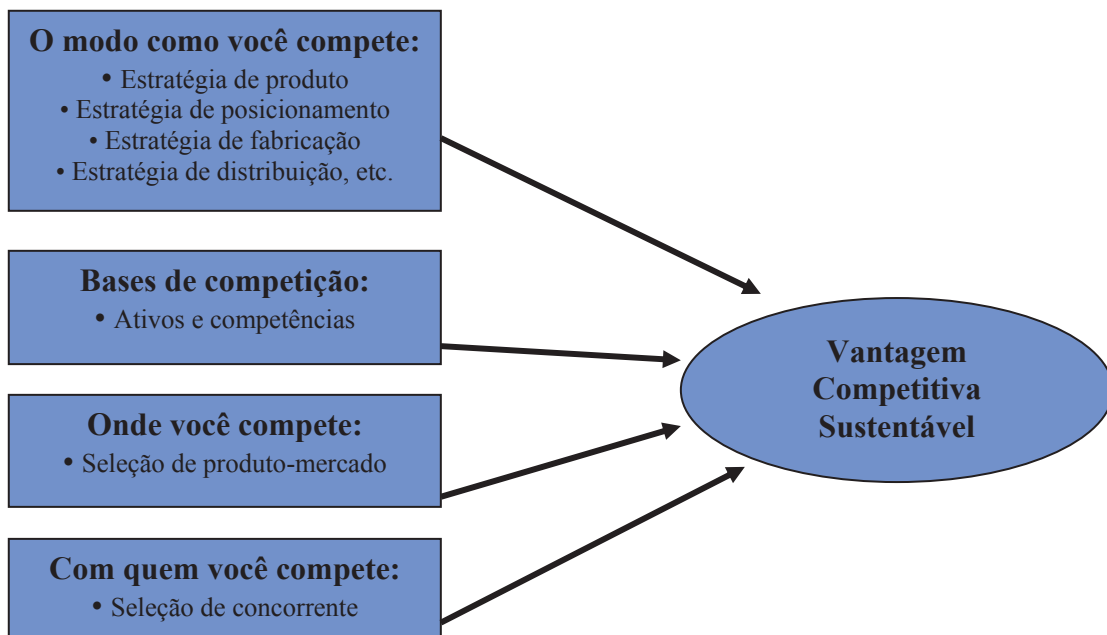 O modo como você compete:
• Estratégia de produto
• Estratégia de posicionamento
• Estratégia de fabricação
• Estratégia de distribuição, etc.
Bases de competição:
• Ativos e competências
Onde você compete:
• Seleção de produto-mercado
Com quem você compete:
• Seleção de concorrente
Vantagem
Competitiva
Sustentável